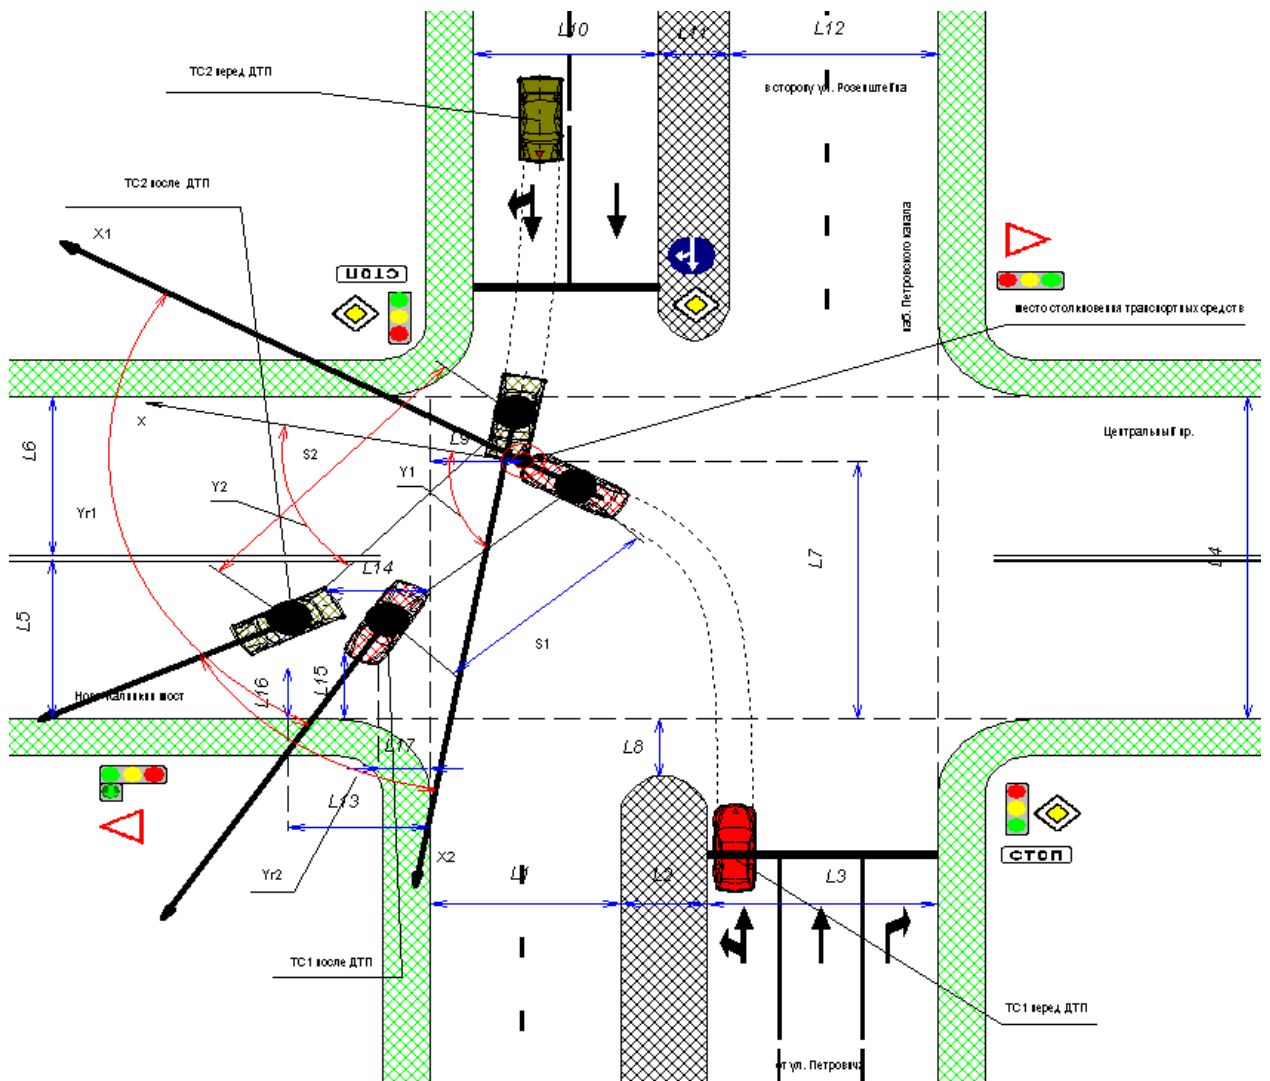 L10
L11
L12
ТС2 перед ДТП
в сторону ул. Розенштейна
ТС2 после ДТП
X1
наб. Петровского канала
СТОП
место столкновения транспортных средств
X
L9
L6
S2
Y2
Y1
Центральный пр.
Yr1
L7
L4
L14
L5
S1
L15
L16
мост
L17
L8
L13
X2
СТОП
Yr2
L1
L2
L3
ТС1 после ДТП
ТС1 перед ДТП
от ул. Петровича